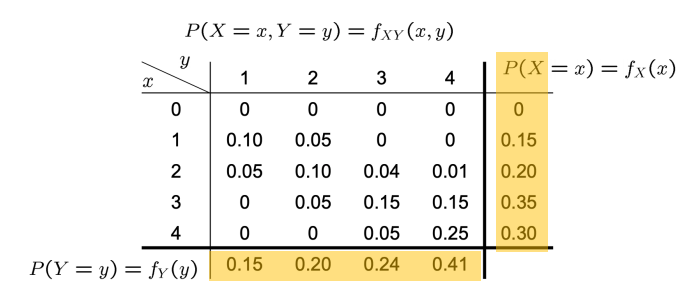 P(X = x, Y = y) = f_{XY}(x, y)
y
x 1 2 3 4 P(X = x) = f_X(x)
0 0 0 0 0 0
1 0.10 0.05 0 0 0.15
2 0.05 0.10 0.04 0.01 0.20
3 0 0.05 0.15 0.15 0.35
4 0 0 0.05 0.25 0.30
P(Y = y) = f_Y(y) 0.15 0.20 0.24 0.41